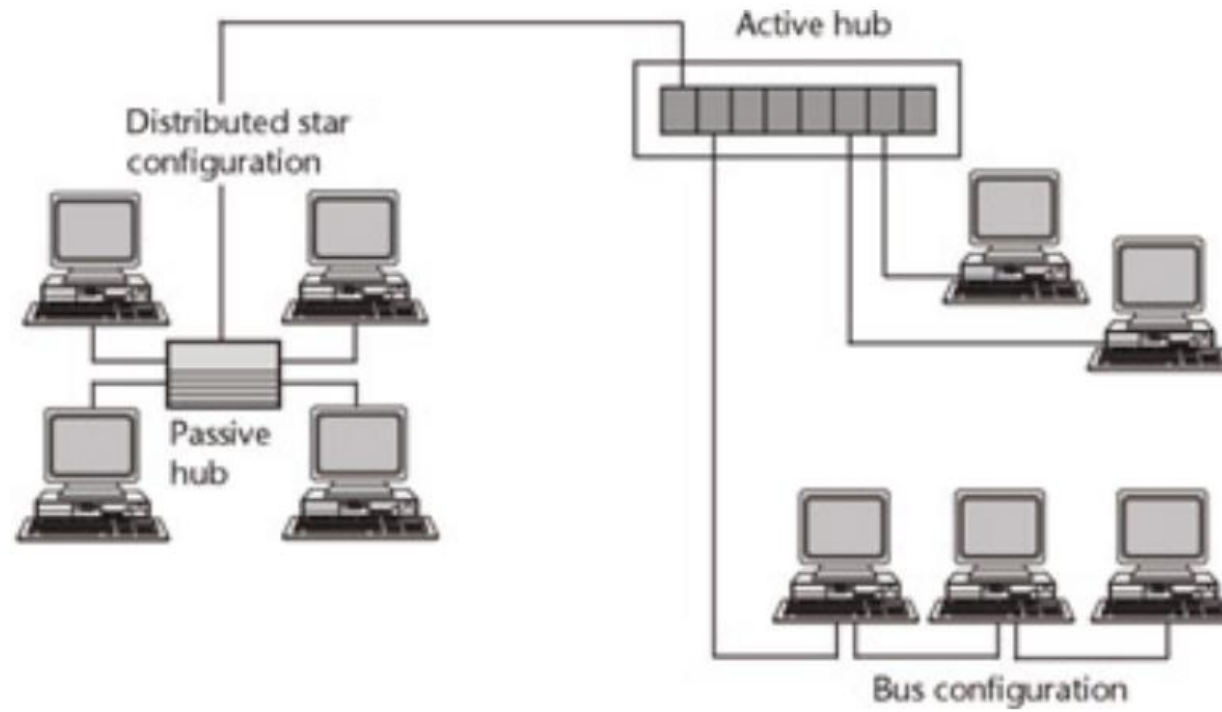 Active hub
Distributed star
configuration
Passive
hub
Bus configuration